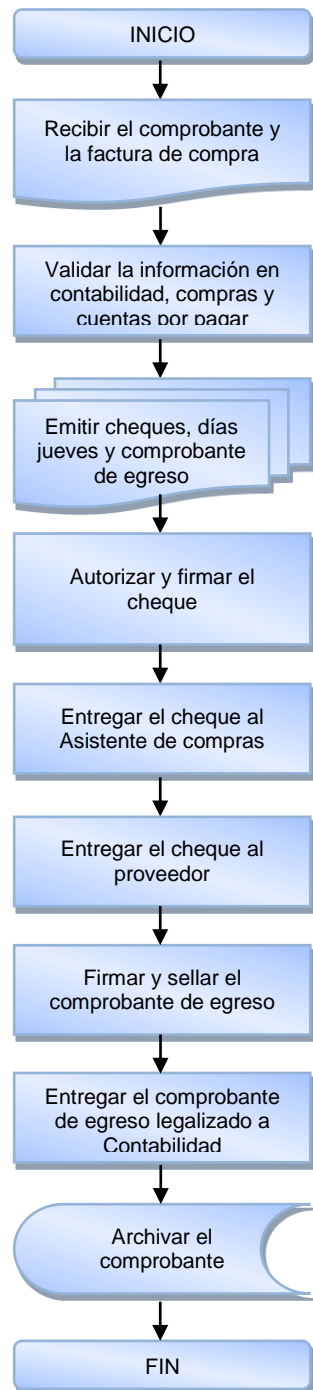 INICIO
Recibir el comprobante y
la factura de compra
Validar la información en
contabilidad, compras y
cuentas por pagar
Emitir cheques, días
jueves y comprobante
de egreso
Autorizar y firmar el
cheque
Entregar el cheque al
Asistente de compras
Entregar el cheque al
proveedor
Firmar y sellar el
comprobante de egreso
Entregar el comprobante
de egreso legalizado a
Contabilidad
Archivar el
comprobante
FIN